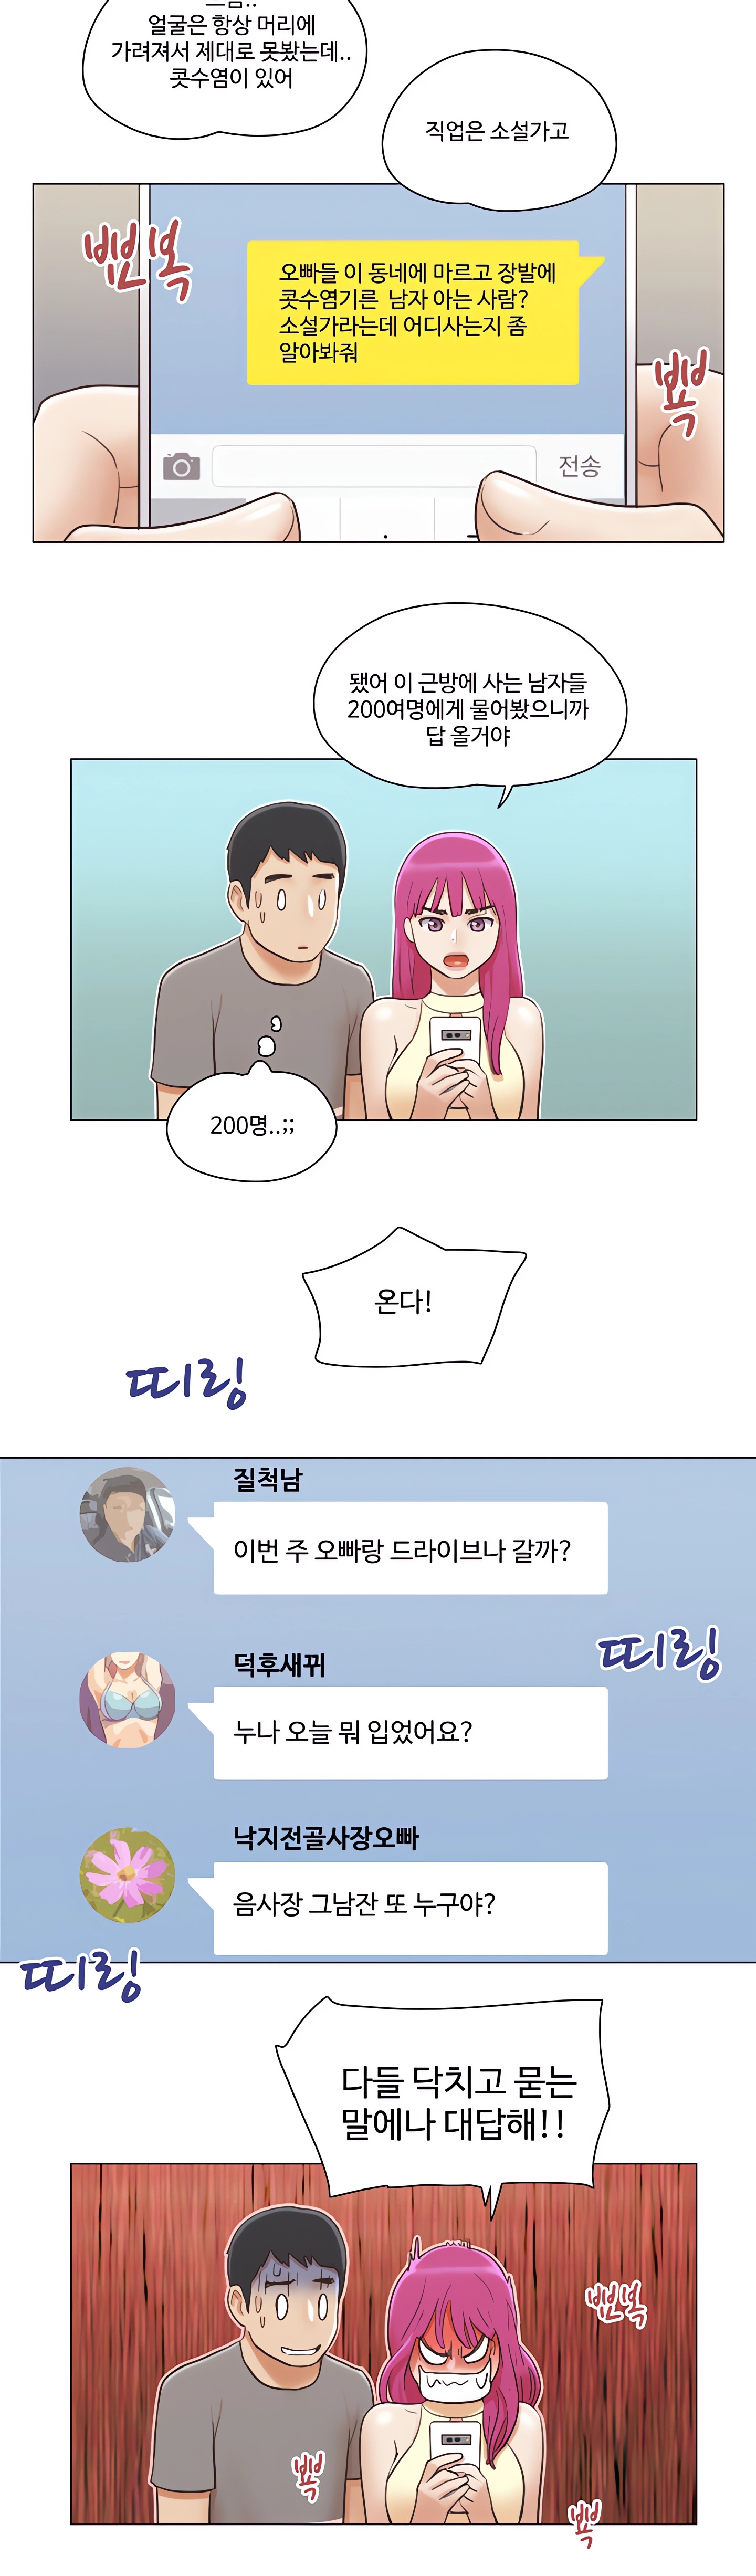 얼굴은 항상 머리에
가려져서 제대로 못봤는데..
콧수염이 있어
직업은 소설가고
뾰복
오빠들 이 동네에 마르고 장발에
콧수염기른 남자 아는 사람?
소설가라는데 어디사는지 좀
알아봐줘
뾱
전송
됐어 이 근방에 사는 남자들
200여명에게 물어봤으니까
답 올거야
200명..;;
온다!
띠링
질척남
이번 주 오빠랑 드라이브나 갈까?
띠링
덕후새뀌
누나 오늘 뭐 입었어요?
낙지전골사장오빠
음사장 그남잔 또 누구야?
띠링
다들 닥치고 묻는
말에나 대답해!!
뾰복
뾱
뾱